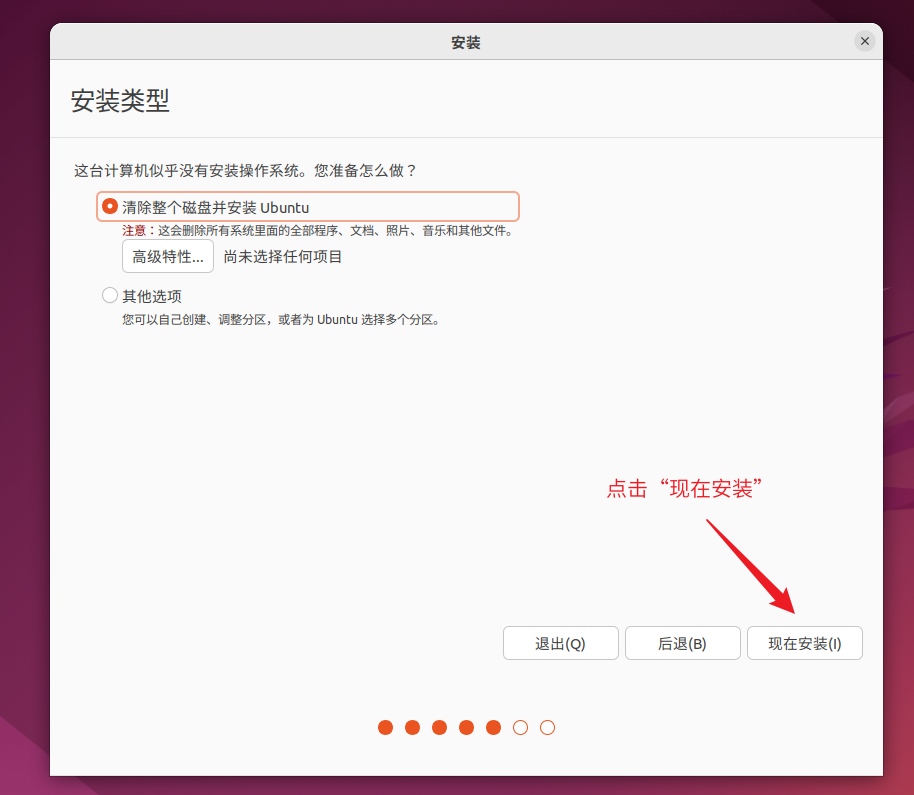 安装
安装类型
这台计算机似乎没有安装操作系统。您准备怎么做？
清除整个磁盘并安装 Ubuntu
注意：这会删除所有系统里面的全部程序、文档、照片、音乐和其他文件。
高级特性... 尚未选择任何项目
其他选项
您可以自己创建、调整分区，或者为 Ubuntu 选择多个分区。
点击“现在安装”
退出(Q) 后退(B) 现在安装(I)